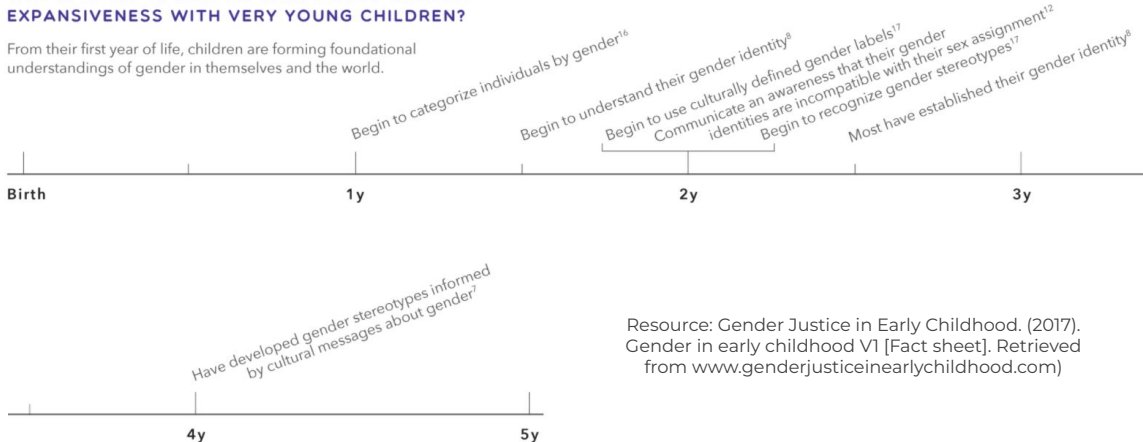 EXPANSIVENESS WITH VERY YOUNG CHILDREN?
From their first year of life, children are forming foundational
understandings of gender in themselves and the world.
Begin to categorize individuals by gender¹⁶
Begin to understand their gender identity⁸
Begin to use culturally defined gender labels¹⁷
Communicate an awareness that their gender
identities are incompatible with their sex assignment¹²
Begin to recognize gender stereotypes¹⁷
Most have established their gender identity⁸
Birth
1y
2y
3y
Have developed gender stereotypes informed
by cultural messages about gender⁷
4y
5y
Resource: Gender Justice in Early Childhood. (2017).
Gender in early childhood V1 [Fact sheet]. Retrieved
from www.genderjusticeinearlychildhood.com)